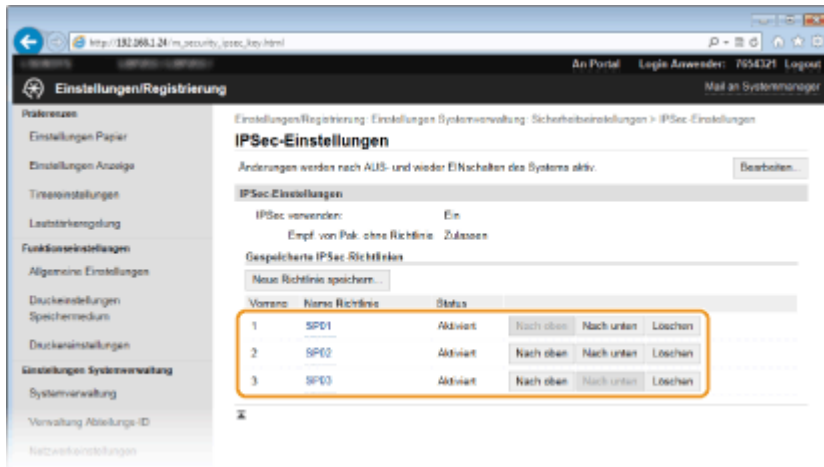 http://192.168.1.24/m_security_ipsec_key.html
An Portal Login Anwender: 7654321 Logout
Einstellungen/Registrierung Mail an Systemmanager
Präferenzen
Einstellungen Papier
Einstellungen Anzeige
Timereinstellungen
Lautstärkeregelung
Funktionseinstellungen
Allgemeine Einstellungen
Druckeinstellungen
Speichermedium
Druckereinstellungen
Einstellungen Systemverwaltung
Systemverwaltung
Verwaltung Abteilungs-ID
Netzwerkeinstellungen
Einstellungen/Registrierung: Einstellungen Systemverwaltung: Sicherheitseinstellungen > IPSec-Einstellungen
IPSec-Einstellungen
Änderungen werden nach AUS- und wieder EINschalten des Systems aktiv. Bearbeiten...
IPSec-Einstellungen
IPSec verwenden: Ein
Empf. von Pak. ohne Richtlinie Zulassen
Gespeicherte IPSec-Richtlinien
Neue Richtlinie speichern...
Vorrang Name Richtlinie Status
1 SP01 Aktiviert Nach oben Nach unten Löschen
2 SP02 Aktiviert Nach oben Nach unten Löschen
3 SP03 Aktiviert Nach oben Nach unten Löschen